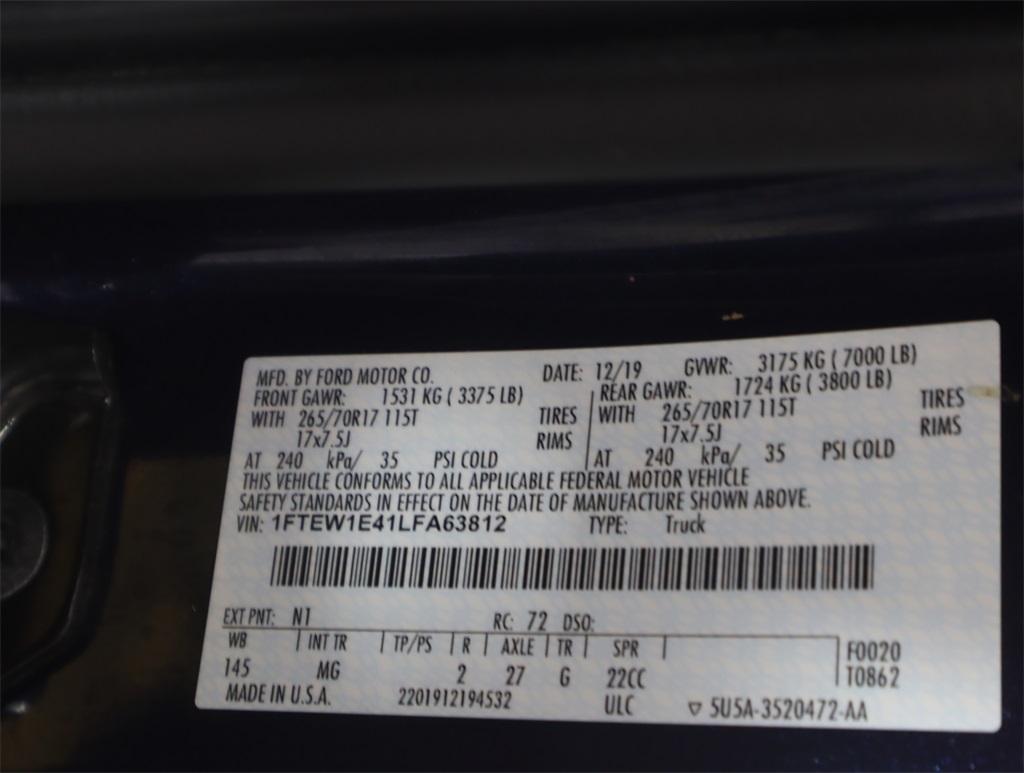 MFD. BY FORD MOTOR CO. DATE: 12/19 GVWR: 3175 KG ( 7000 LB)
FRONT GAWR: 1531 KG ( 3375 LB) REAR GAWR: 1724 KG ( 3800 LB)
WITH 265/70R17 115T TIRES WITH 265/70R17 115T TIRES
17x7.5J RIMS 17x7.5J RIMS
AT 240 kPa/ 35 PSI COLD AT 240 kPa/ 35 PSI COLD
THIS VEHICLE CONFORMS TO ALL APPLICABLE FEDERAL MOTOR VEHICLE
SAFETY STANDARDS IN EFFECT ON THE DATE OF MANUFACTURE SHOWN ABOVE.
VIN: 1FTEW1E41LFA63812 TYPE: Truck
EXT PNT: N1 RC: 72 DSO:
WB INT TR TP/PS R AXLE TR SPR F0020
145 MG 2 27 G 22CC T0862
MADE IN U.S.A. 2201912194532 ULC ▽ 5U5A-3520472-AA